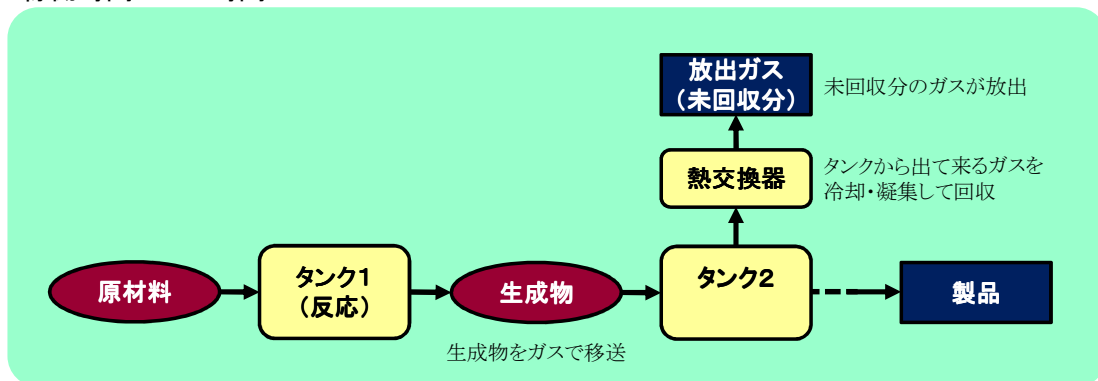 放出ガス
（未回収分）
未回収分のガスが放出
熱交換器
タンクから出て来るガスを
冷却・凝集して回収
原材料
タンク1
（反応）
生成物
タンク2
製品
生成物をガスで移送